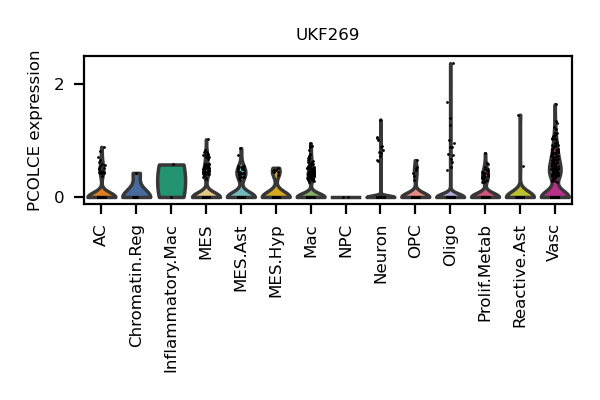 UKF269
PCOLCE expression
2
0
AC
Chromatin.Reg
Inflammatory.Mac
MES
MES.Ast
MES.Hyp
Mac
NPC
Neuron
OPC
Oligo
Prolif.Metab
Reactive.Ast
Vasc